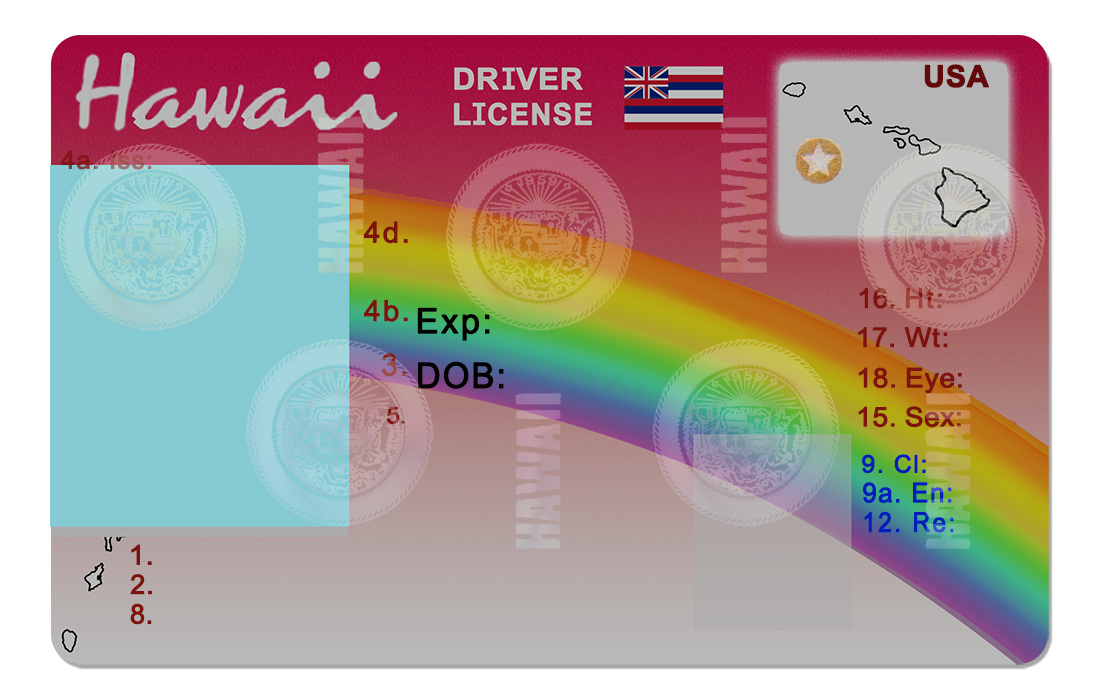 Hawaii
DRIVER
LICENSE
USA
4a. Iss:
HAWAII
HAWAII
4d.
16. Ht:
4b. Exp:
17. Wt:
3. DOB:
18. Eye:
5.
15. Sex:
HAWAII
HAWAII
9. Cl:
9a. En:
12. Re:
1.
2.
8.